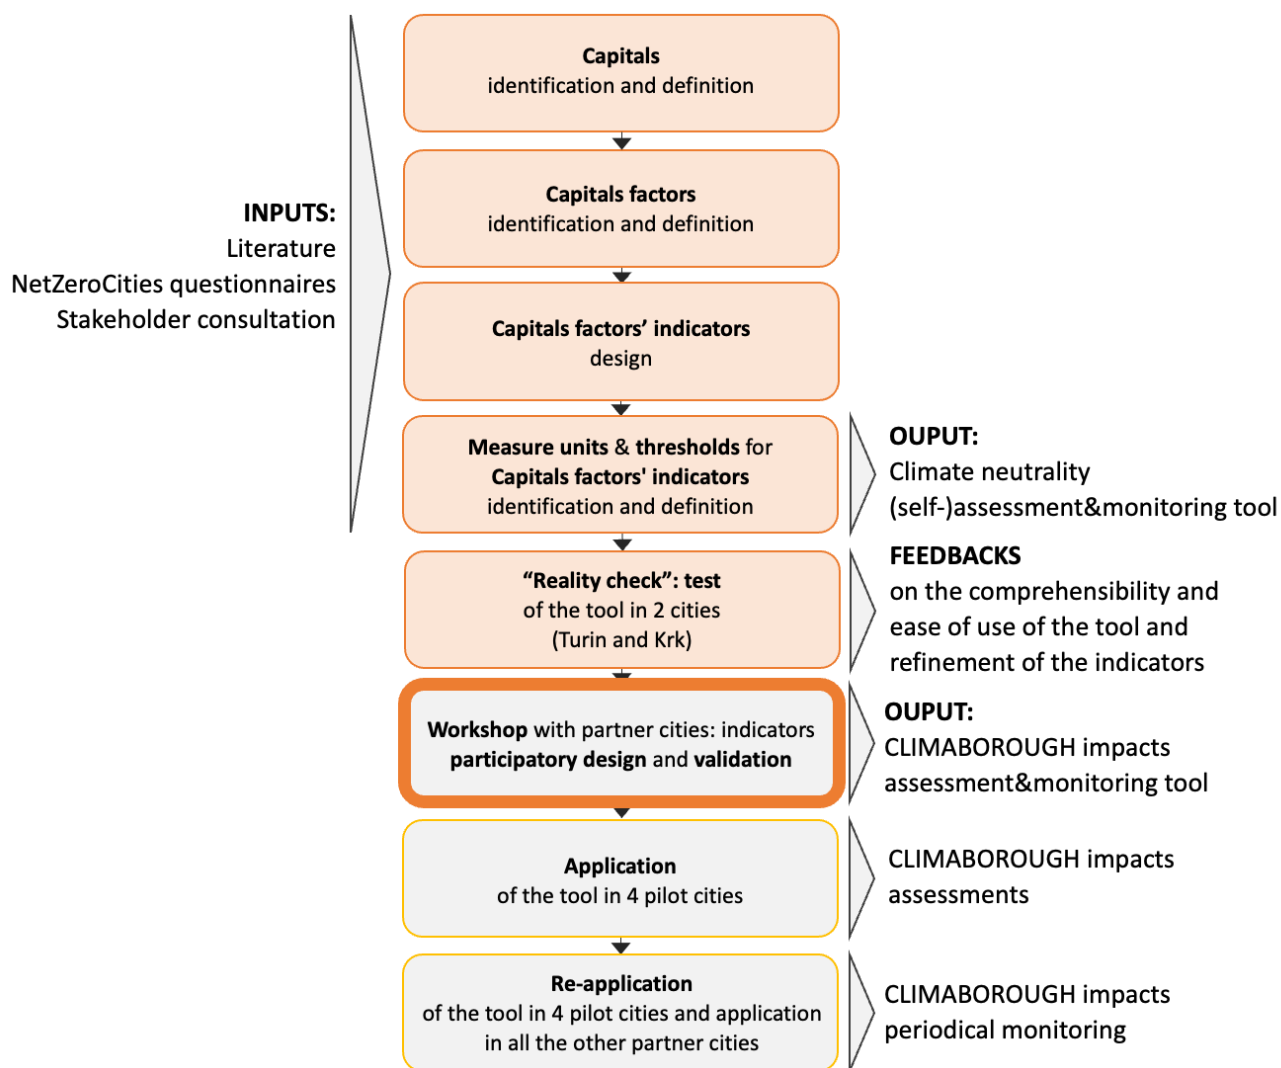 Capitals
identification and definition
Capitals factors
identification and definition
INPUTS:
Literature
NetZeroCities questionnaires
Stakeholder consultation
Capitals factors’ indicators
design
Measure units & thresholds for
Capitals factors' indicators
identification and definition
OUPUT:
Climate neutrality
(self-)assessment&monitoring tool
“Reality check”: test
of the tool in 2 cities
(Turin and Krk)
FEEDBACKS
on the comprehensibility and
ease of use of the tool and
refinement of the indicators
Workshop with partner cities: indicators
participatory design and validation
OUPUT:
CLIMABOROUGH impacts
assessment&monitoring tool
Application
of the tool in 4 pilot cities
CLIMABOROUGH impacts
assessments
Re-application
of the tool in 4 pilot cities and application
in all the other partner cities
CLIMABOROUGH impacts
periodical monitoring